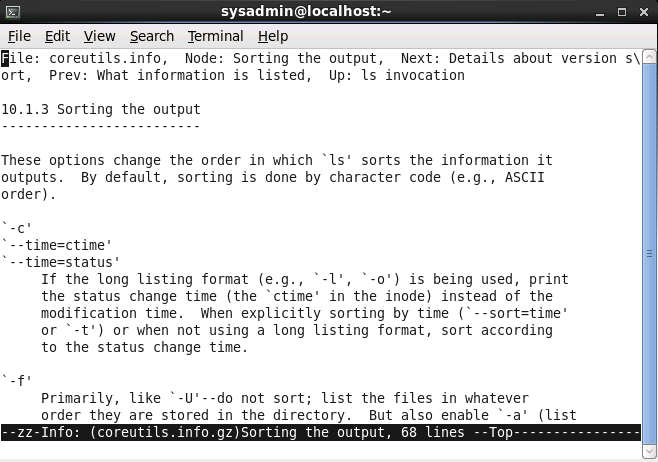 sysadmin@localhost:~
File Edit View Search Terminal Help
File: coreutils.info,  Node: Sorting the output,  Next: Details about version s\
ort,  Prev: What information is listed,  Up: ls invocation
10.1.3 Sorting the output
-------------------------
These options change the order in which `ls' sorts the information it
outputs.  By default, sorting is done by character code (e.g., ASCII
order).
`-c'
`--time=ctime'
`--time=status'
     If the long listing format (e.g., `-l', `-o') is being used, print
     the status change time (the `ctime' in the inode) instead of the
     modification time.  When explicitly sorting by time (`--sort=time'
     or `-t') or when not using a long listing format, sort according
     to the status change time.
`-f'
     Primarily, like `-U'--do not sort; list the files in whatever
     order they are stored in the directory.  But also enable `-a' (list
--zz-Info: (coreutils.info.gz)Sorting the output, 68 lines --Top----------------